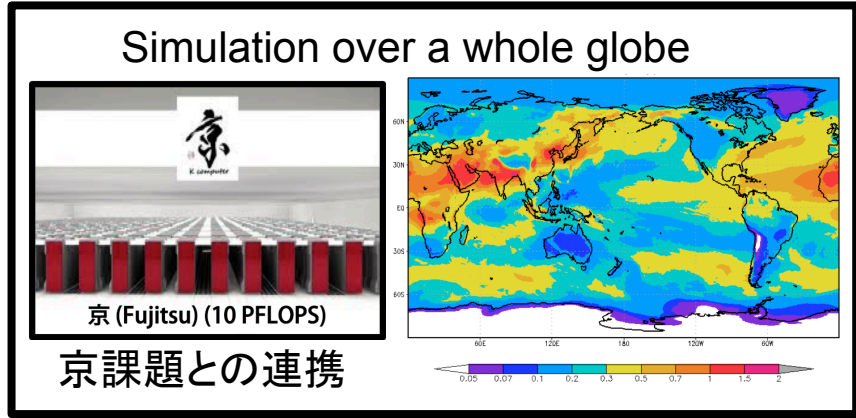 Simulation over a whole globe
京
K computer
京 (Fujitsu) (10 PFLOPS)
京課題との連携
60N
30N
EQ
30S
60S
60E 120E 180 120W 60W
0.05 0.07 0.1 0.2 0.3 0.5 0.7 1 1.5 2